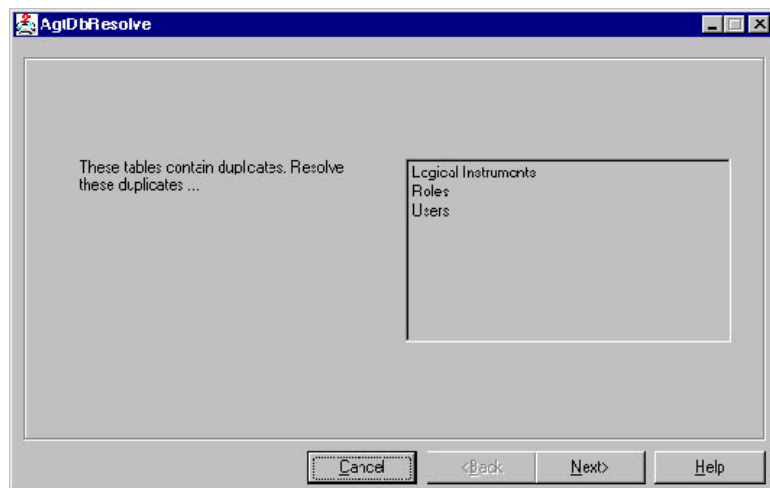 AgtDbResolve
These tables contain duplicates. Resolve
these duplicates ...
Logical Instruments
Roles
Users
Cancel
<Back
Next>
Help